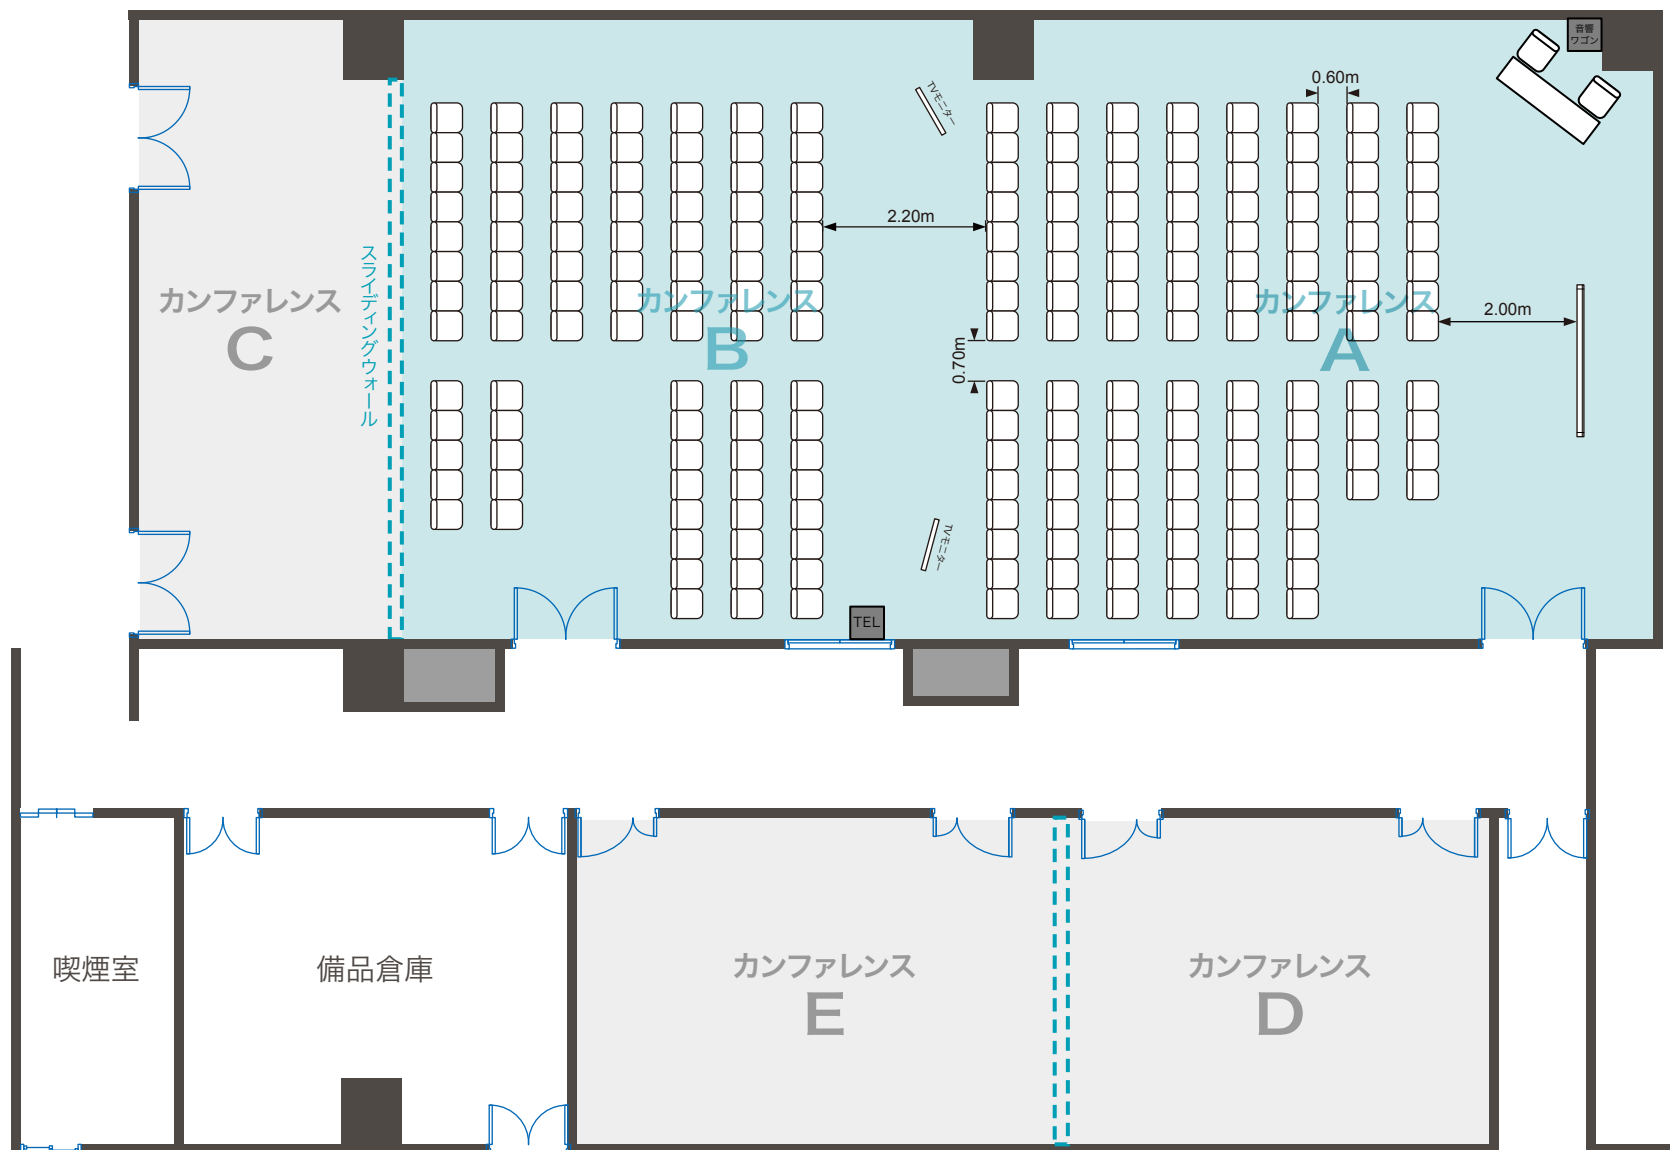 音響
ワゴン
TVモニター
0.60m
2.20m
スライディングウォール
カンファレンス
C
カンファレンス
B
カンファレンス
A
2.00m
0.70m
TVモニター
TEL
喫煙室
備品倉庫
カンファレンス
E
カンファレンス
D